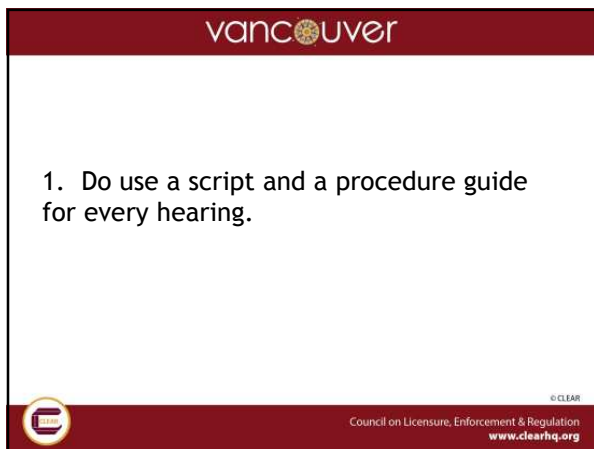 vancouver
1. Do use a script and a procedure guide
for every hearing.
© CLEAR
CLEAR
Council on Licensure, Enforcement & Regulation
www.clearhq.org